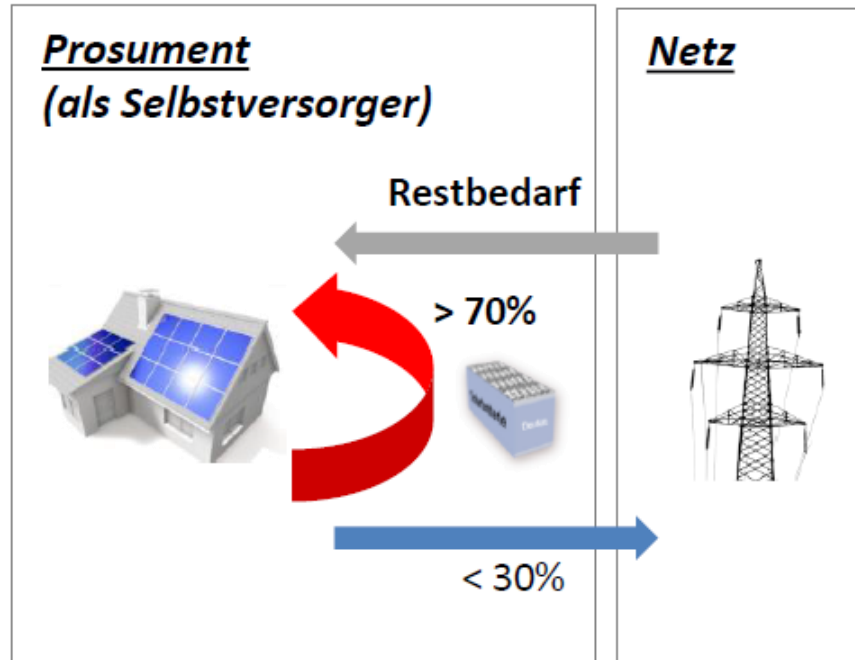 Prosument
(als Selbstversorger)
Netz
Restbedarf
> 70%
< 30%